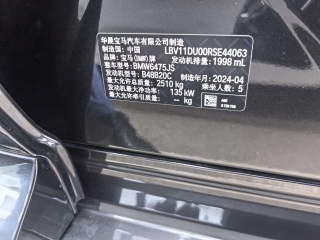 华晨宝马汽车有限公司制造
制造国：中国 LBV11DU00RSE44063
品牌：宝马(BMW)牌 发动机排量：1998 mL
整车型号：BMW6475JS
发动机型号：B48B20C 制造年月：2024-04
最大允许总质量：2510 kg 乘坐人数：5
发动机最大净功率：135 kW
最大允许牵引质量：-- kg